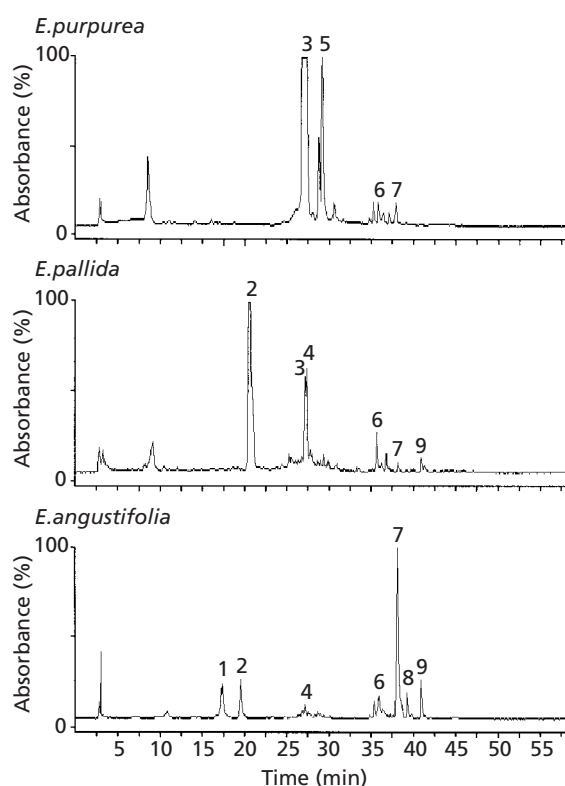 E.purpurea
100
3 5
6 7
0
Absorbance (%)
E.pallida
100
2
3 4
6 7 9
0
Absorbance (%)
E.angustifolia
100
7
1 2 4 6 8 9
0
Absorbance (%)
5 10 15 20 25 30 35 40 45 50 55
Time (min)